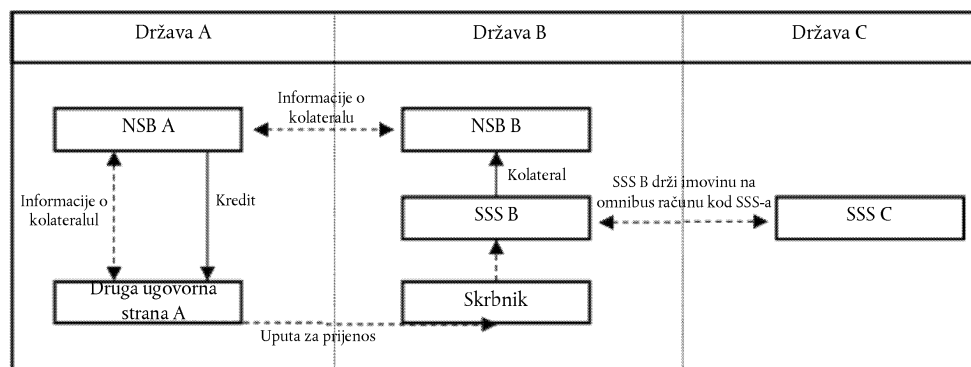 Država A
Država B
Država C
Informacije o
kolateralu
NSB A
NSB B
Informacije o
kolateralul
Kredit
Kolateral
SSS B drži imovinu na
omnibus računu kod SSS-a
SSS B
SSS C
Druga ugovorna
strana A
Skrbnik
Uputa za prijenos